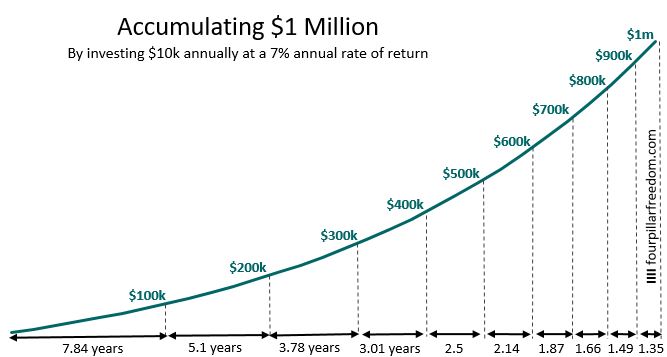 Accumulating $1 Million
By investing $10k annually at a 7% annual rate of return
$1m
$900k
$800k
$700k
$600k
$500k
$400k
$300k
$200k
$100k
fourpillarfreedom.com
7.84 years
5.1 years
3.78 years
3.01 years
2.5
2.14
1.87
1.66
1.49
1.35